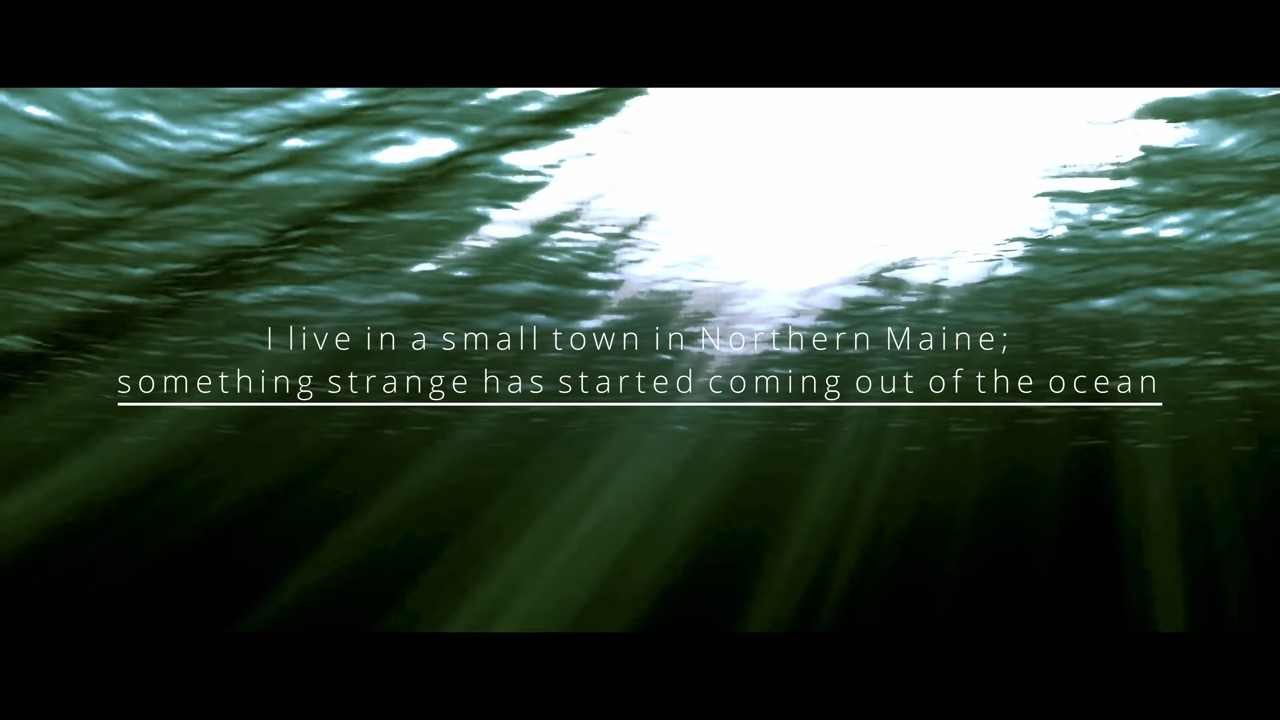 I live in a small town in Northern Maine;
something strange has started coming out of the ocean